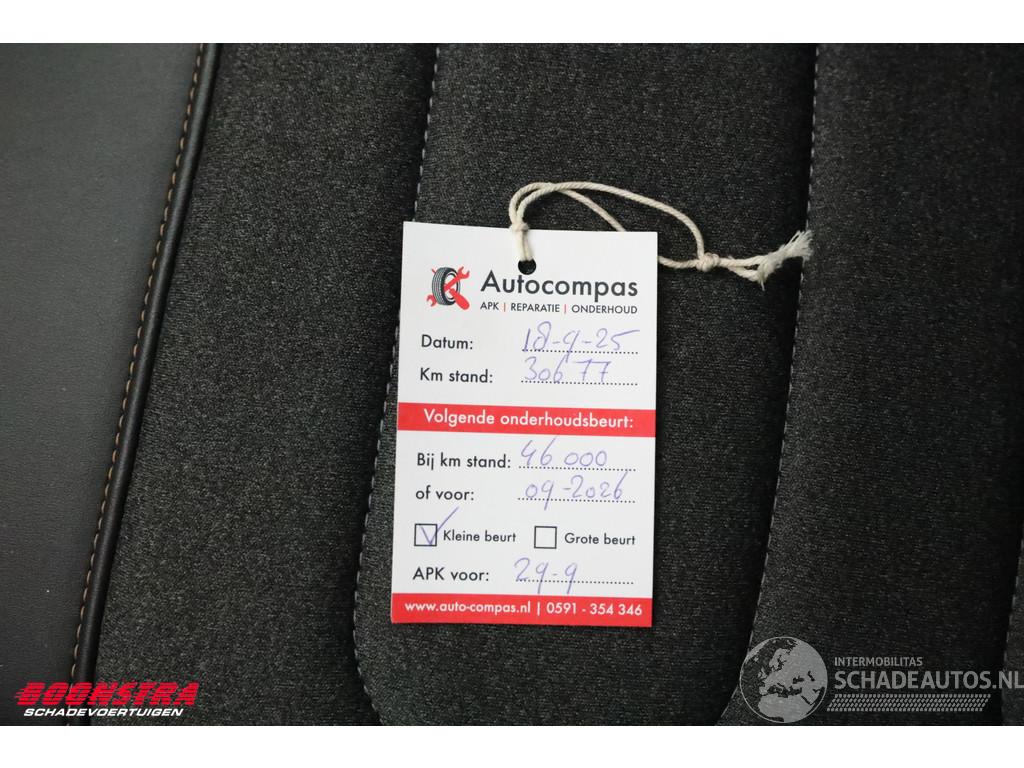 Autocompas
APK | REPARATIE | ONDERHOUD
Datum: 18-9-25
Km stand: 30677
Volgende onderhoudsbeurt:
Bij km stand: 46 000
of voor: 09-2026
Kleine beurt Grote beurt
APK voor: 29-9
www.auto-compas.nl | 0591 - 354 346
BOONSTRA
SCHADEVOERTUIGEN
INTERMOBILITAS
SCHADEAUTOS.NL